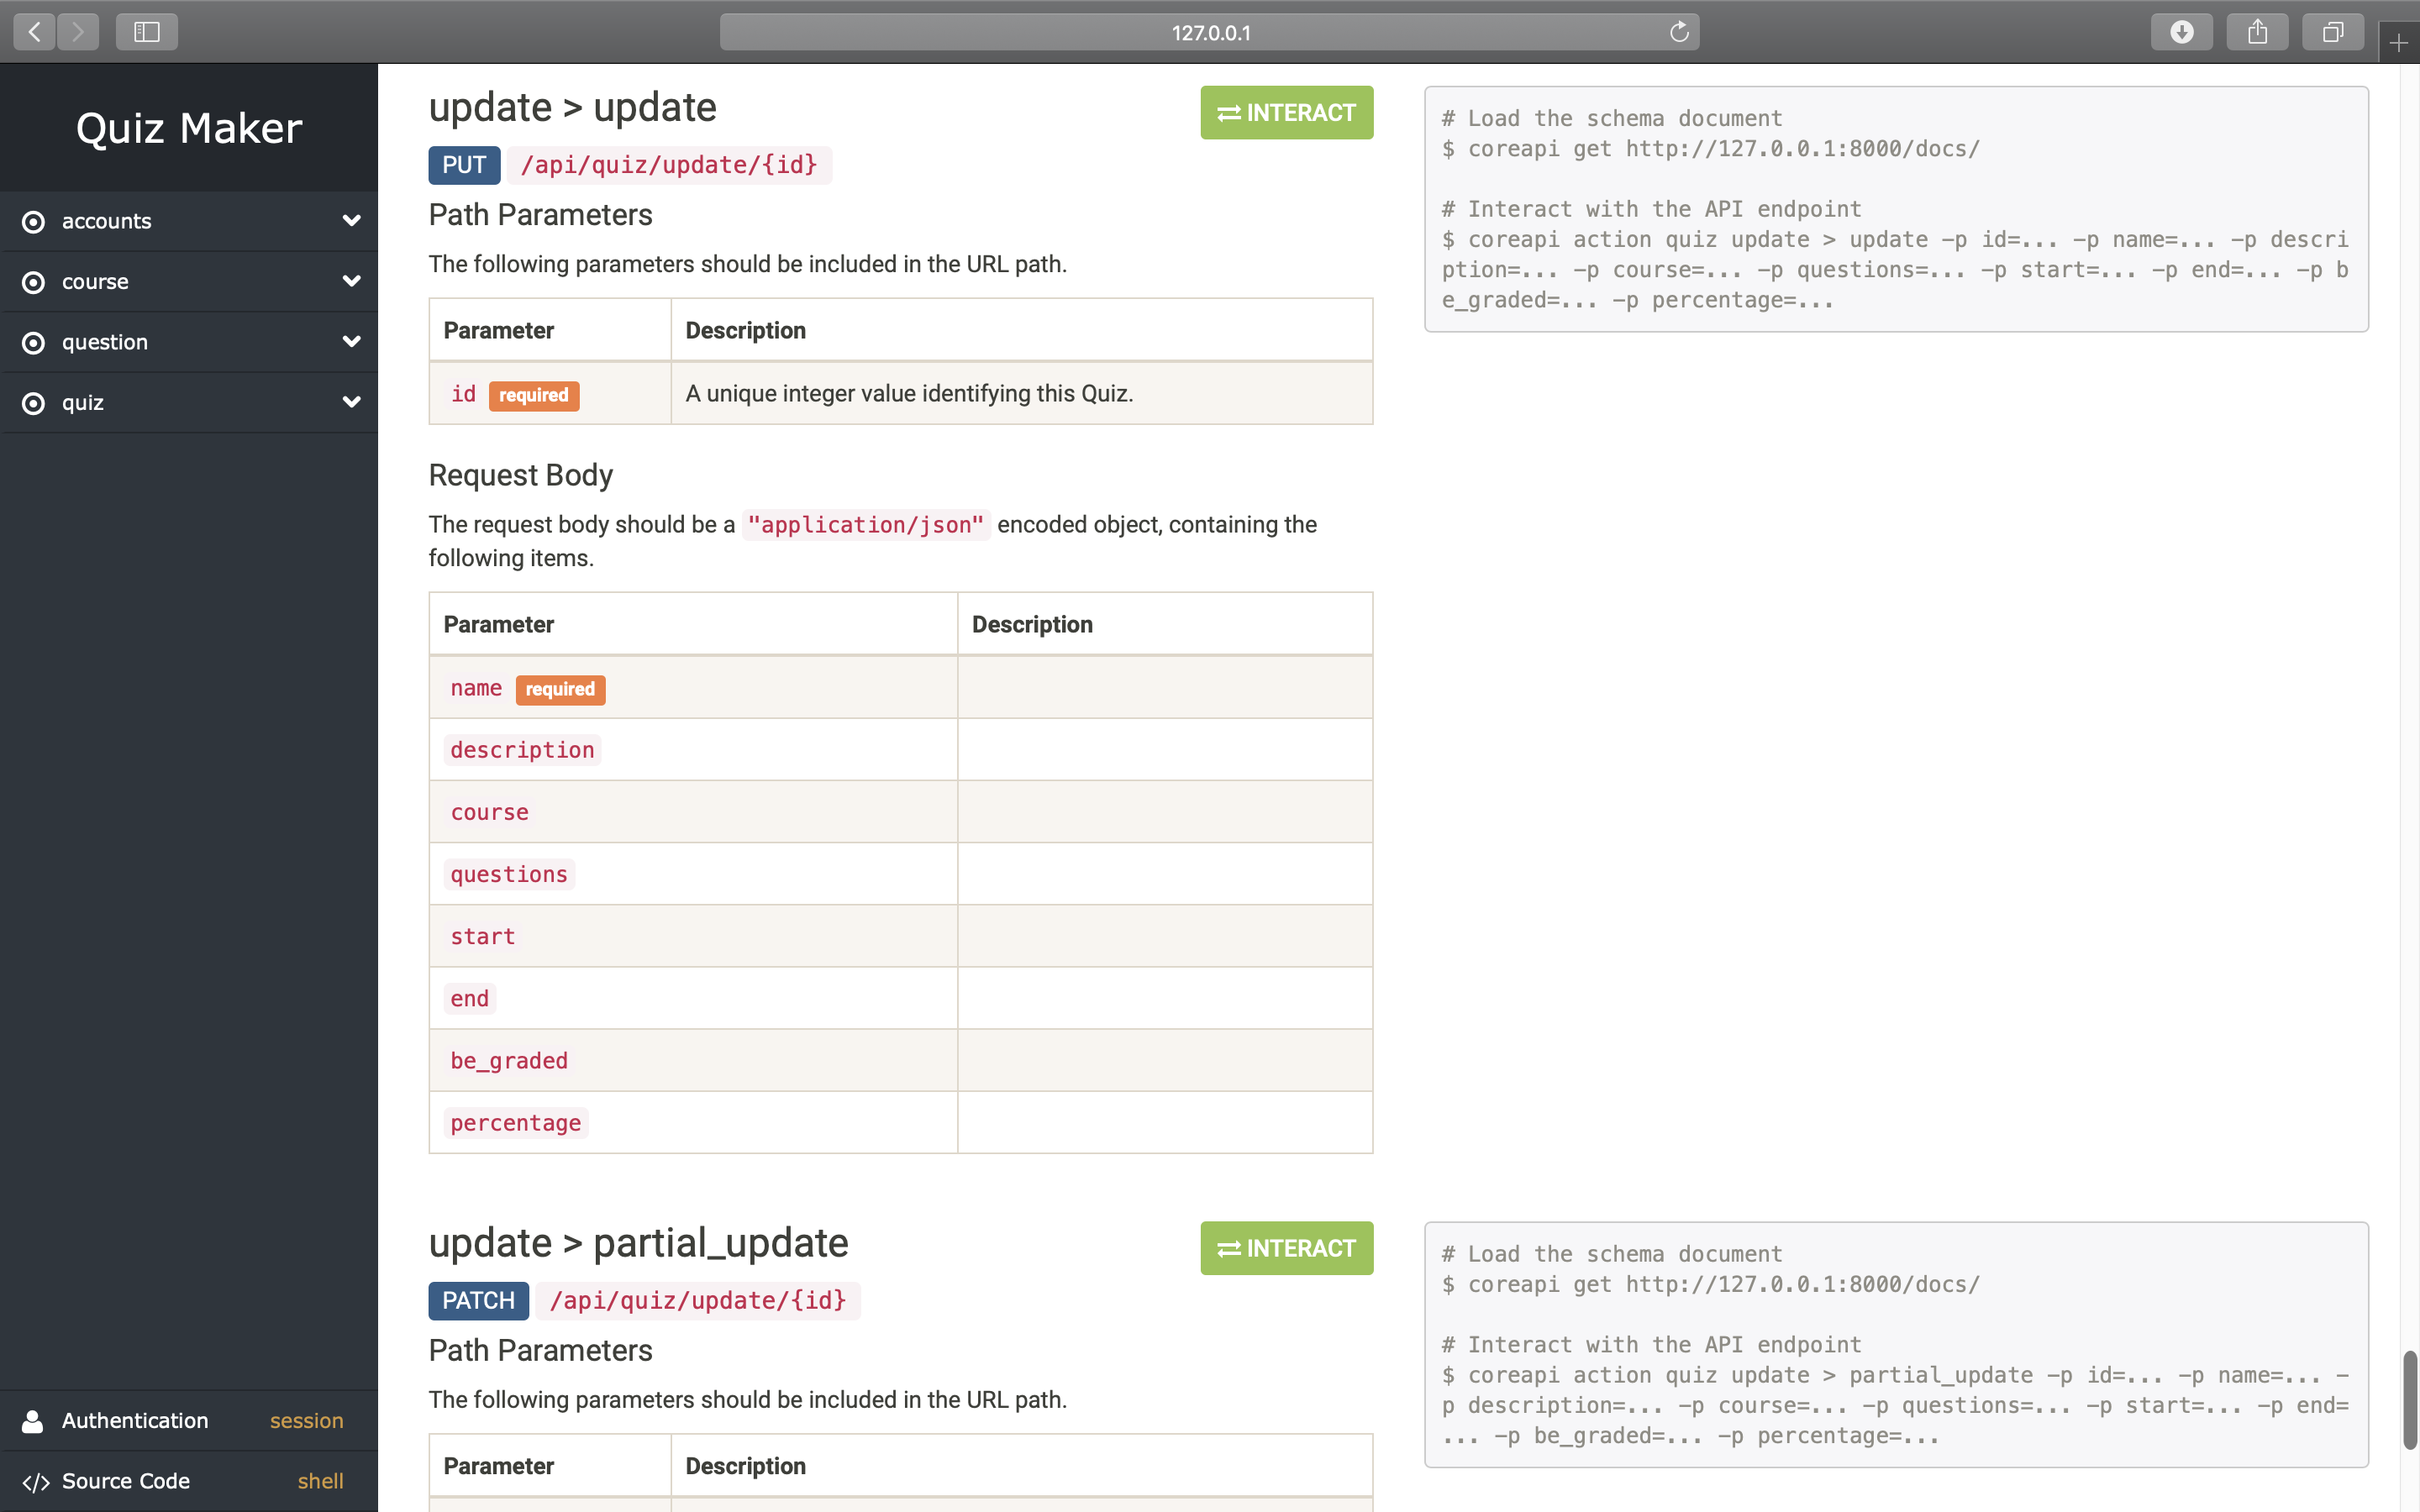 127.0.0.1
Quiz Maker
accounts
course
question
quiz
Authentication session
Source Code shell
update > update
INTERACT
PUT /api/quiz/update/{id}
Path Parameters
The following parameters should be included in the URL path.
Parameter Description
id required A unique integer value identifying this Quiz.
Request Body
The request body should be a "application/json" encoded object, containing the
following items.
Parameter Description
name required
description
course
questions
start
end
be_graded
percentage
# Load the schema document
$ coreapi get http://127.0.0.1:8000/docs/
# Interact with the API endpoint
$ coreapi action quiz update > update -p id=... -p name=... -p descri
ption=... -p course=... -p questions=... -p start=... -p end=... -p b
e_graded=... -p percentage=...
update > partial_update
INTERACT
PATCH /api/quiz/update/{id}
Path Parameters
The following parameters should be included in the URL path.
Parameter Description
# Load the schema document
$ coreapi get http://127.0.0.1:8000/docs/
# Interact with the API endpoint
$ coreapi action quiz update > partial_update -p id=... -p name=... -
p description=... -p course=... -p questions=... -p start=... -p end=
... -p be_graded=... -p percentage=...